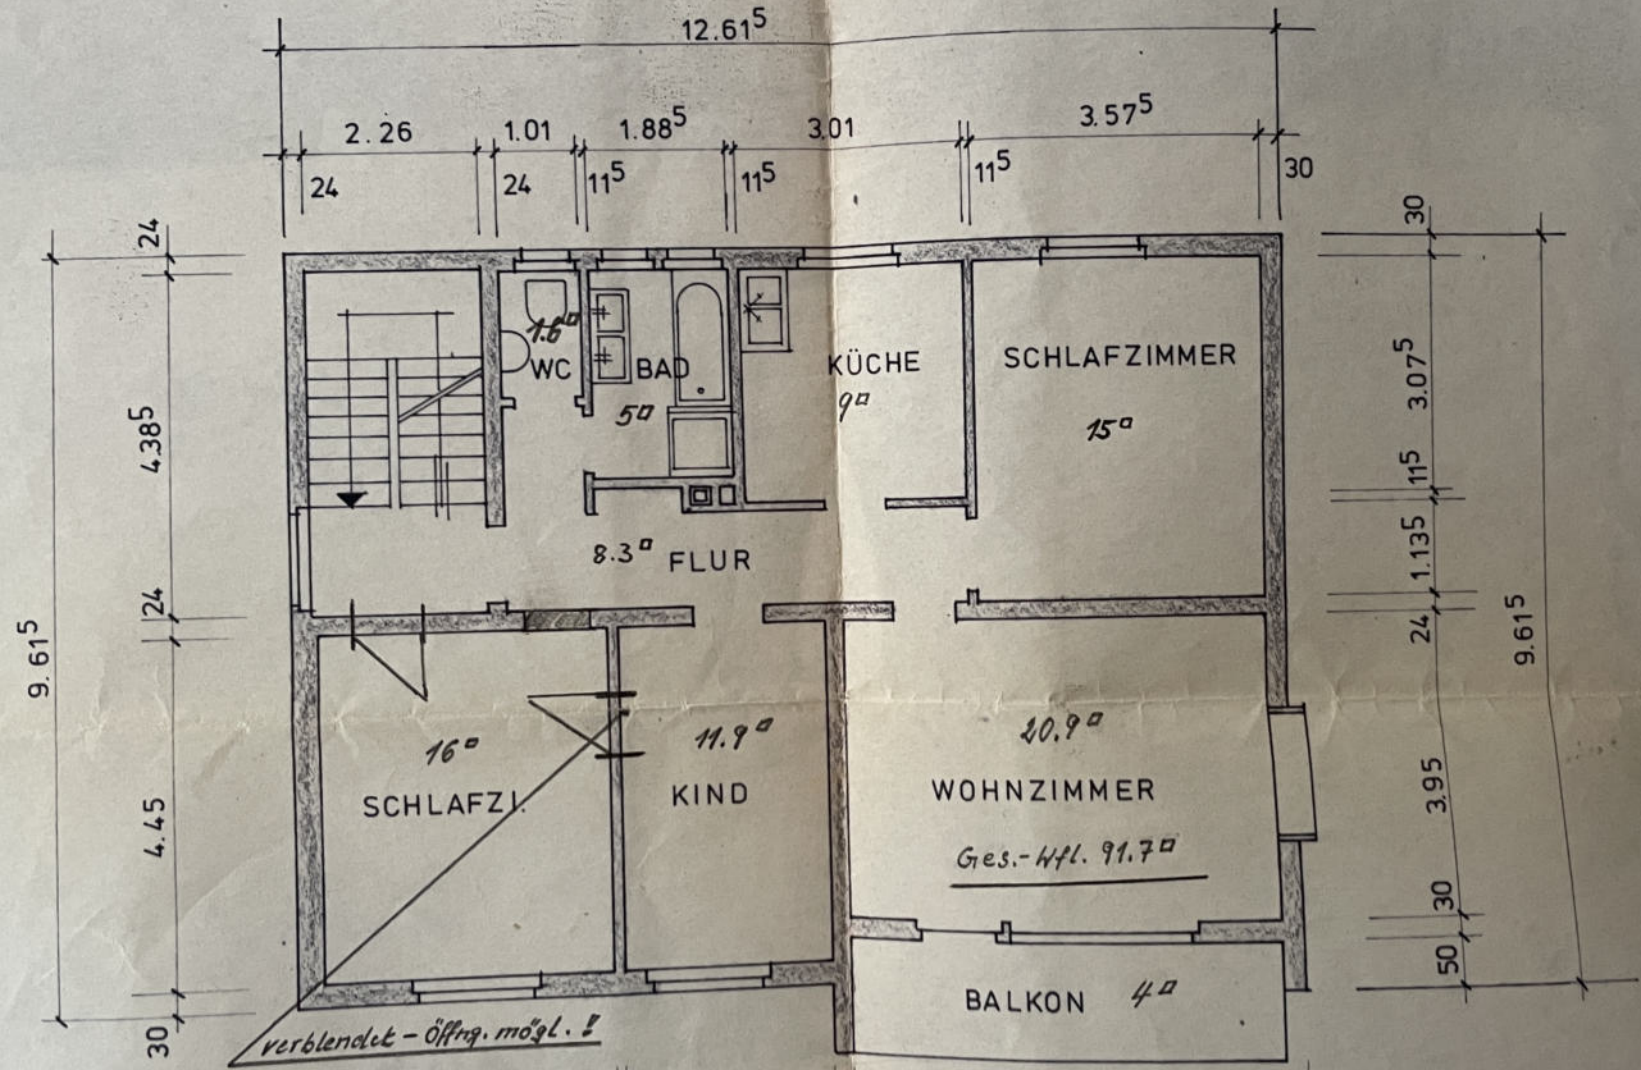 12.61⁵
2.26 1.01 1.88⁵ 3.01 3.57⁵
24 24 11⁵ 11⁵ 11⁵ 30
24 30
1.6□
WC BAD KÜCHE SCHLAFZIMMER
5□ 9□ 15□
4.38⁵ 3.07⁵
11⁵
8.3□ FLUR 1.13⁵
24 24
9.61⁵ 9.61⁵
16□ 11.9□ 20.9□
SCHLAFZI. KIND WOHNZIMMER
4.45 3.95
Ges.-Wfl. 91.7□
30
50
BALKON 4□
30
verblendet - Öffng. mögl. !!